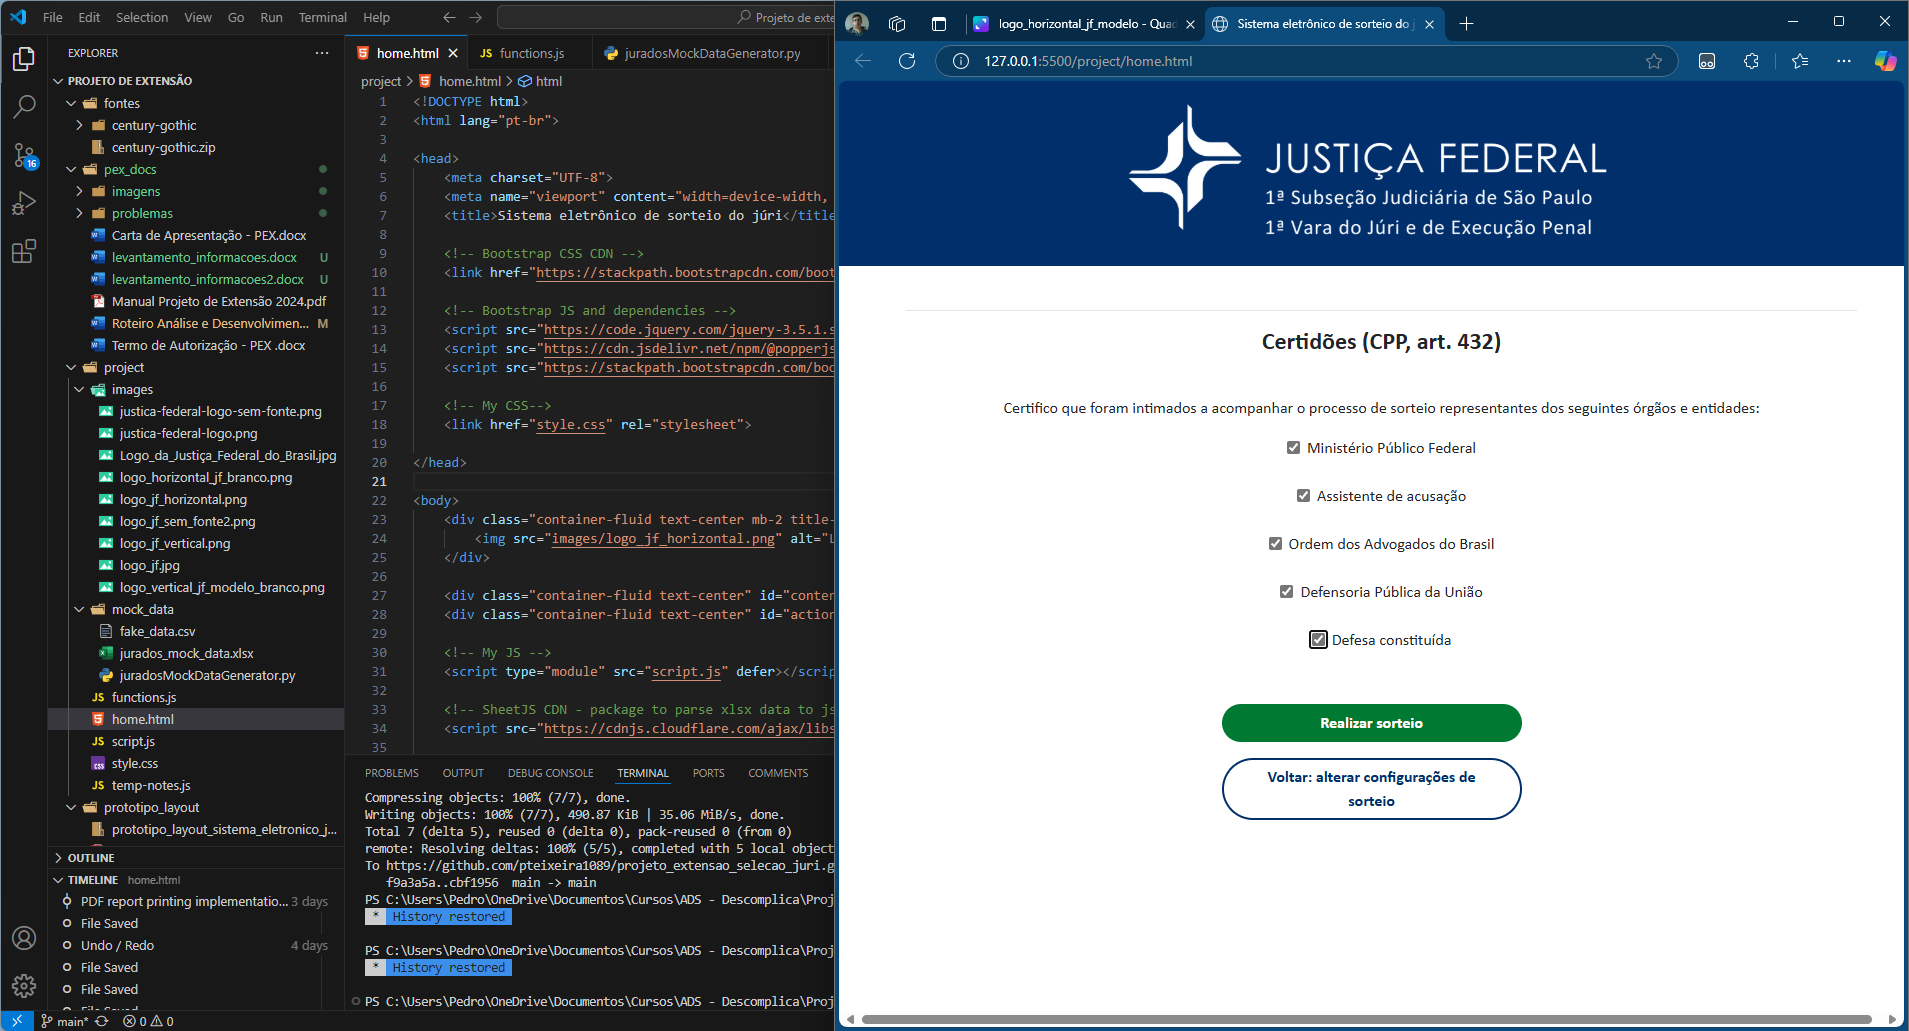 File Edit Selection View Go Run Terminal Help
Projeto de exte
EXPLORER
PROJETO DE EXTENSÃO
fontes
century-gothic
century-gothic.zip
pex_docs
imagens
problemas
Carta de Apresentação - PEX.docx
levantamento_informacoes.docx U
levantamento_informacoes2.docx U
Manual Projeto de Extensão 2024.pdf
Roteiro Análise e Desenvolvimen... M
Termo de Autorização - PEX .docx
project
images
justica-federal-logo-sem-fonte.png
justica-federal-logo.png
Logo_da_Justiça_Federal_do_Brasil.jpg
logo_horizontal_jf_branco.png
logo_jf_horizontal.png
logo_jf_sem_fonte2.png
logo_jf_vertical.png
logo_jf.jpg
logo_vertical_jf_modelo_branco.png
mock_data
fake_data.csv
jurados_mock_data.xlsx
juradosMockDataGenerator.py
JS functions.js
home.html
JS script.js
style.css
JS temp-notes.js
prototipo_layout
prototipo_layout_sistema_eletronico_j...
OUTLINE
TIMELINE home.html
PDF report printing implementatio... 3 days
File Saved
Undo / Redo 4 days
File Saved
File Saved
File Saved
16
main* 0 0
home.html
JS functions.js
juradosMockDataGenerator.py
project > home.html > html
1 <!DOCTYPE html>
2 <html lang="pt-br">
3
4 <head>
5 <meta charset="UTF-8">
6 <meta name="viewport" content="width=device-width,
7 <title>Sistema eletrônico de sorteio do júri</title
8
9 <!-- Bootstrap CSS CDN -->
10 <link href="https://stackpath.bootstrapcdn.com/boot
11
12 <!-- Bootstrap JS and dependencies -->
13 <script src="https://code.jquery.com/jquery-3.5.1.s
14 <script src="https://cdn.jsdelivr.net/npm/@popperjs
15 <script src="https://stackpath.bootstrapcdn.com/boo
16
17 <!-- My CSS-->
18 <link href="style.css" rel="stylesheet">
19
20 </head>
21
22 <body>
23 <div class="container-fluid text-center mb-2 title-
24 <img src="images/logo_jf_horizontal.png" alt="L
25 </div>
26
27 <div class="container-fluid text-center" id="conter
28 <div class="container-fluid text-center" id="action
29
30 <!-- My JS -->
31 <script type="module" src="script.js" defer></scrip
32
33 <!-- SheetJS CDN - package to parse xlsx data to js
34 <script src="https://cdnjs.cloudflare.com/ajax/libs
35
PROBLEMS OUTPUT DEBUG CONSOLE TERMINAL PORTS COMMENTS
Compressing objects: 100% (7/7), done.
Writing objects: 100% (7/7), 490.87 KiB | 35.06 MiB/s, done.
Total 7 (delta 5), reused 0 (delta 0), pack-reused 0 (from 0)
remote: Resolving deltas: 100% (5/5), completed with 5 local object
To https://github.com/pteixeira1089/projeto_extensao_selecao_juri.g
f9a3a5a..cbf1956 main -> main
PS C:\Users\Pedro\OneDrive\Documentos\Cursos\ADS - Descomplica\Proj
* History restored
PS C:\Users\Pedro\OneDrive\Documentos\Cursos\ADS - Descomplica\Proj
* History restored
PS C:\Users\Pedro\OneDrive\Documentos\Cursos\ADS - Descomplica\Proj
logo_horizontal_jf_modelo - Quad
Sistema eletrônico de sorteio do j
127.0.0.1:5500/project/home.html
JUSTIÇA FEDERAL
1ª Subseção Judiciária de São Paulo
1ª Vara do Júri e de Execução Penal
Certidões (CPP, art. 432)
Certifico que foram intimados a acompanhar o processo de sorteio representantes dos seguintes órgãos e entidades:
Ministério Público Federal
Assistente de acusação
Ordem dos Advogados do Brasil
Defensoria Pública da União
Defesa constituída
Realizar sorteio
Voltar: alterar configurações de
sorteio